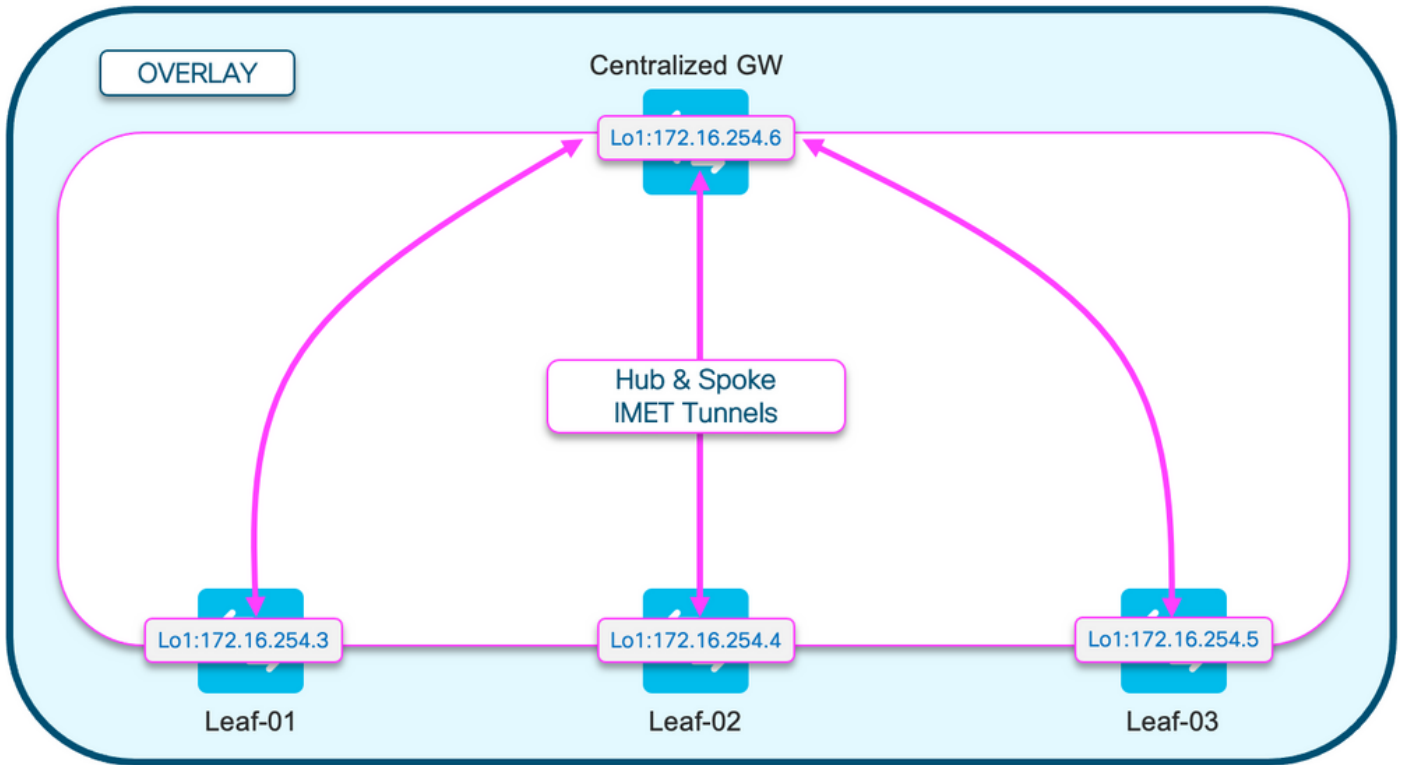 OVERLAY
Centralized GW
Lo1:172.16.254.6
Hub & Spoke
IMET Tunnels
Lo1:172.16.254.3
Lo1:172.16.254.4
Lo1:172.16.254.5
Leaf-01
Leaf-02
Leaf-03